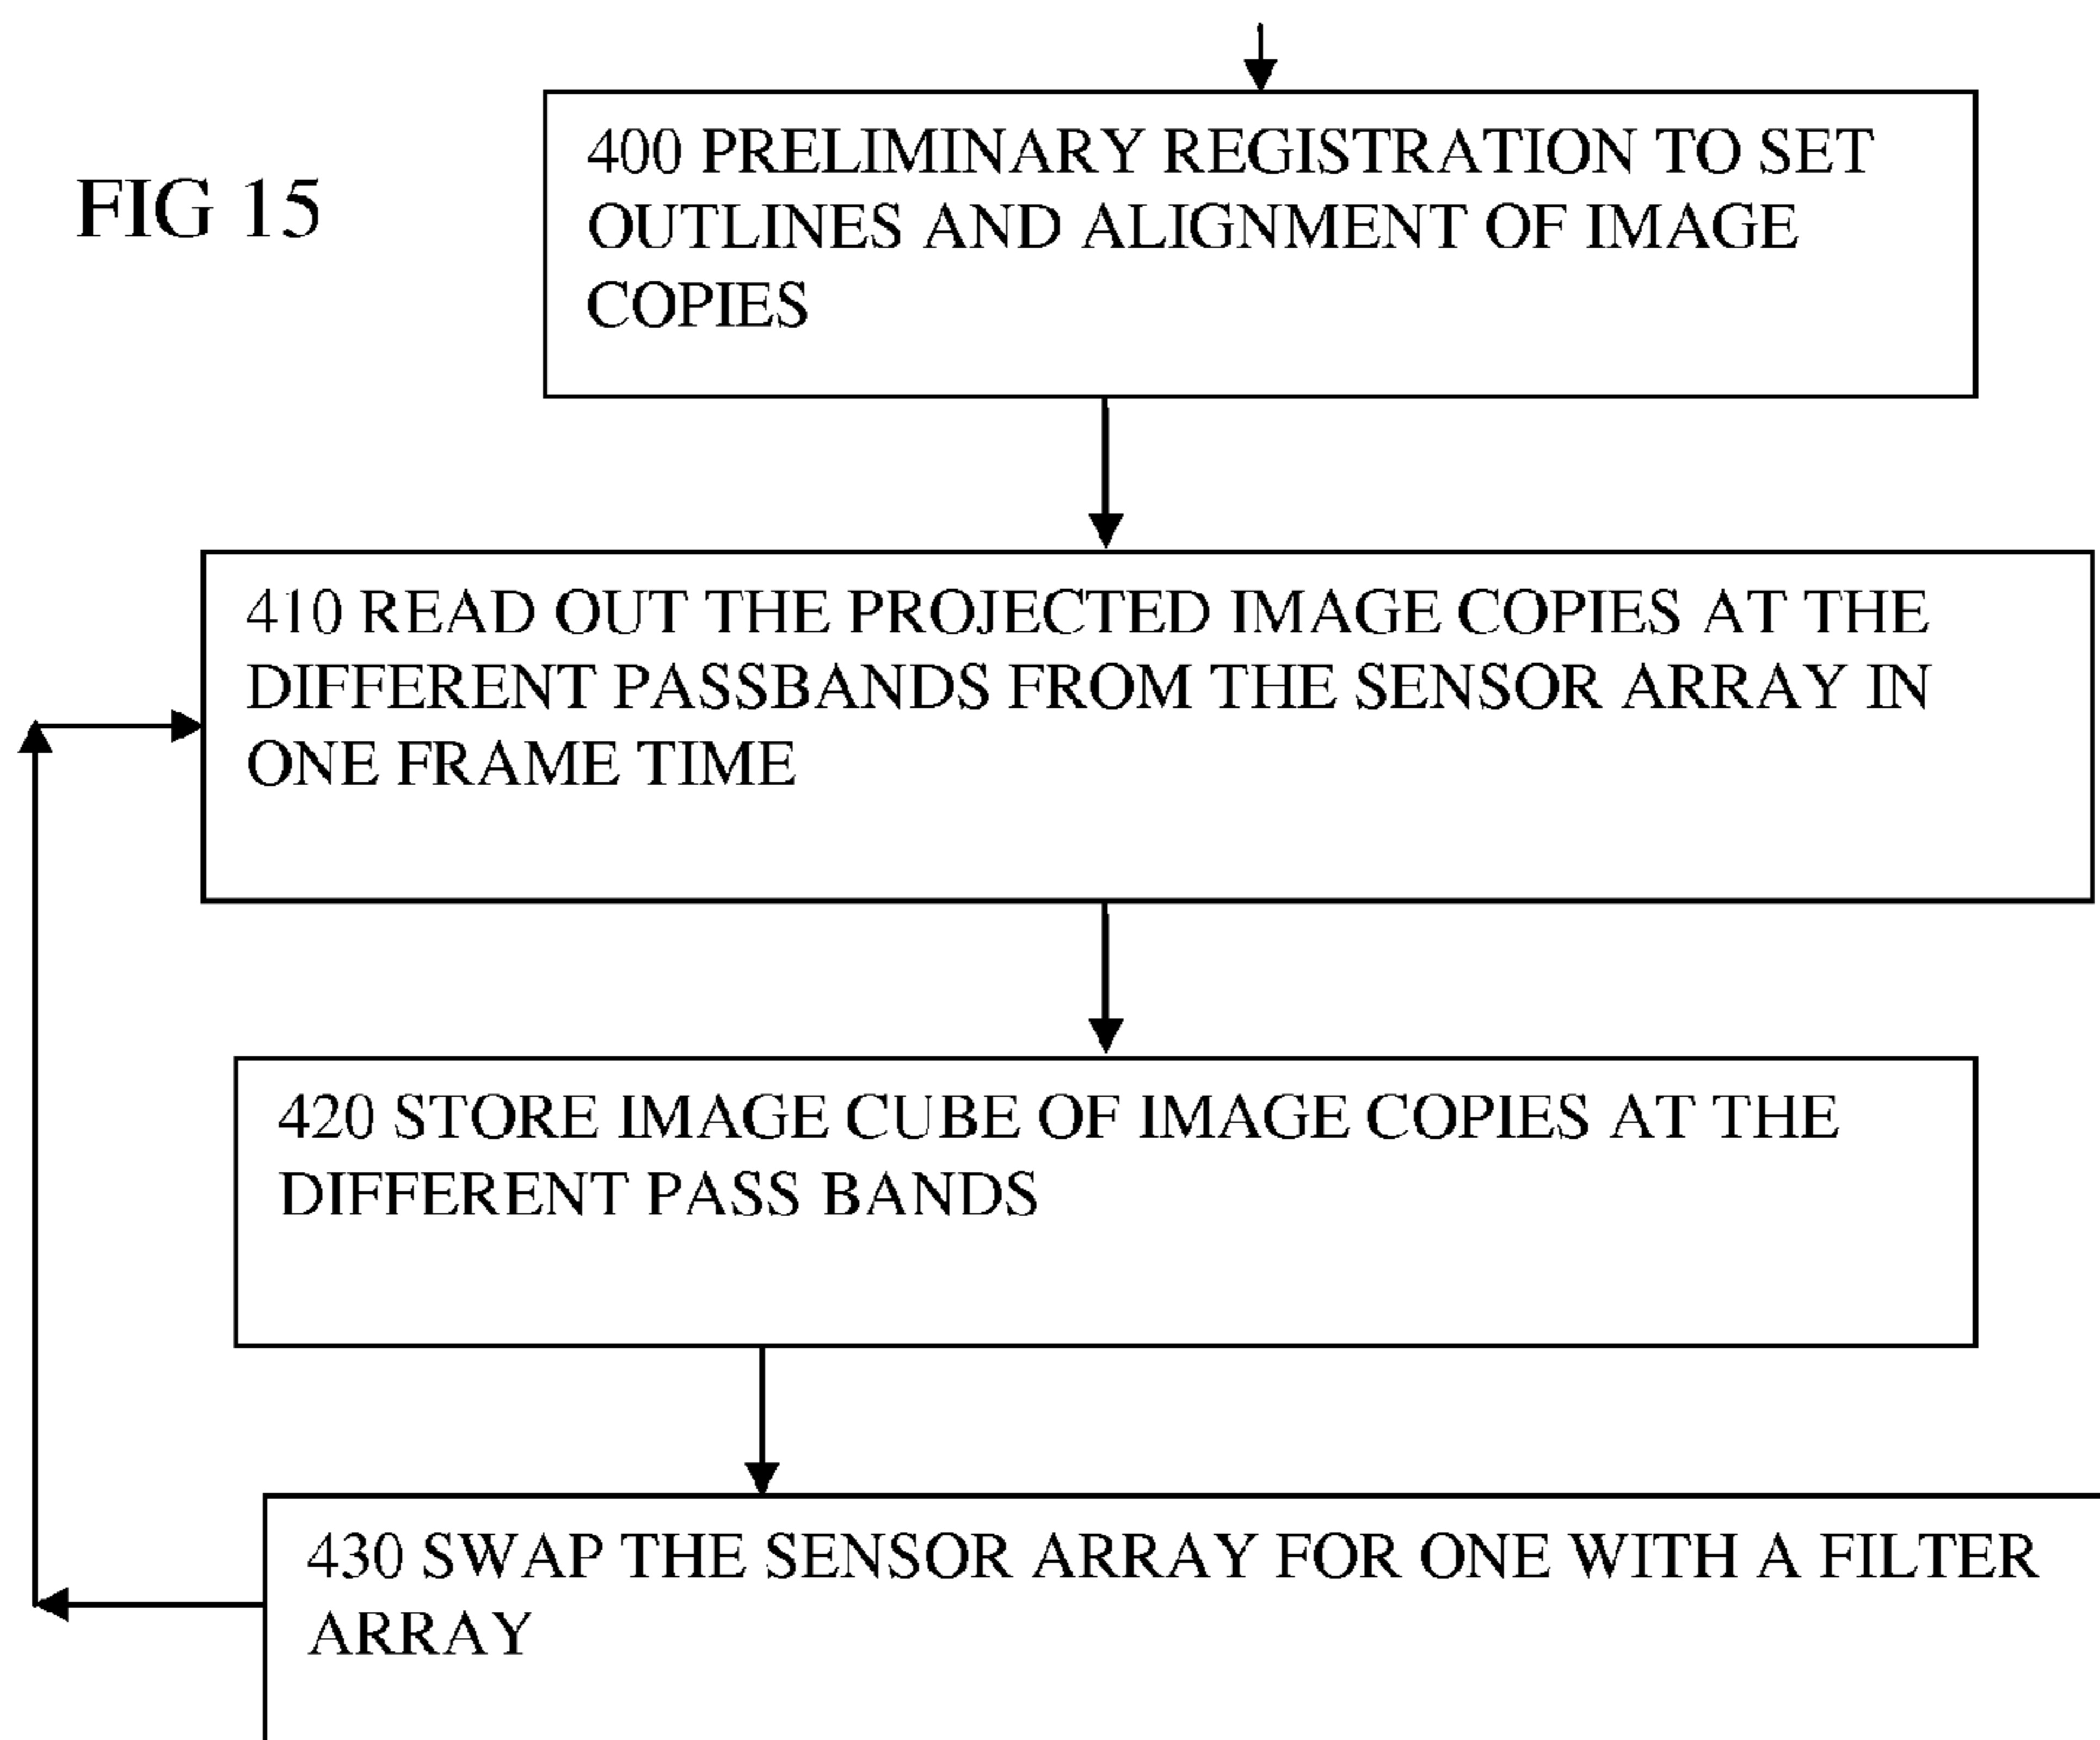 FIG 15
400 PRELIMINARY REGISTRATION TO SET
OUTLINES AND ALIGNMENT OF IMAGE
COPIES
410 READ OUT THE PROJECTED IMAGE COPIES AT THE
DIFFERENT PASSBANDS FROM THE SENSOR ARRAY IN
ONE FRAME TIME
420 STORE IMAGE CUBE OF IMAGE COPIES AT THE
DIFFERENT PASS BANDS
430 SWAP THE SENSOR ARRAY FOR ONE WITH A FILTER
ARRAY